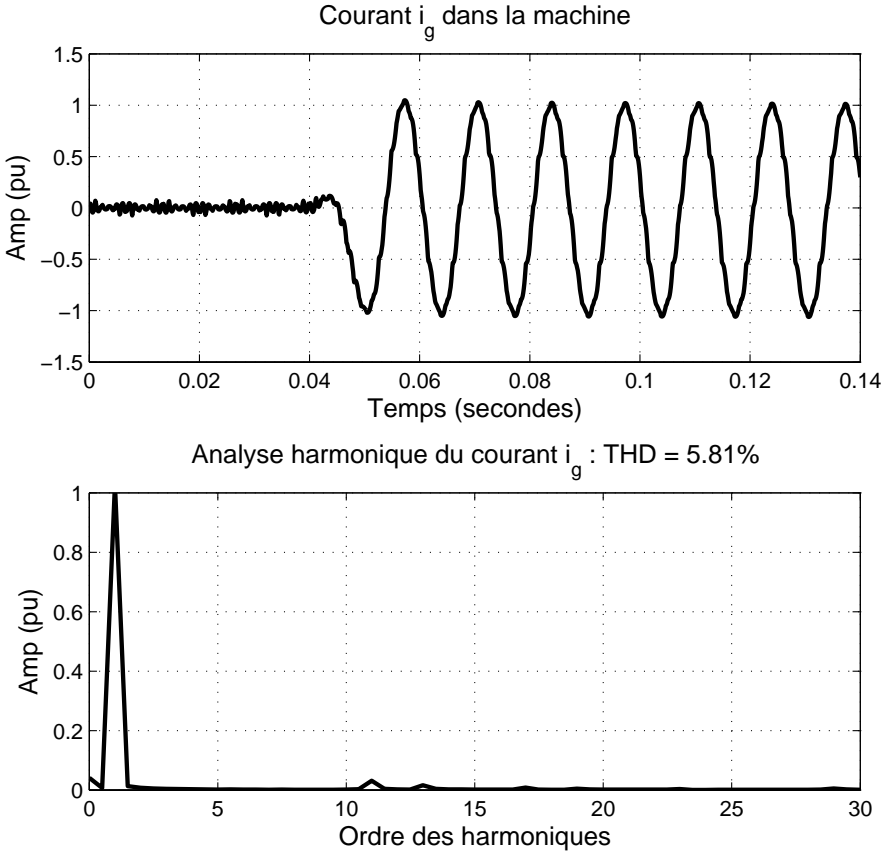 Courant i_g dans la machine
1.5
1
0.5
0
−0.5
−1
−1.5
Amp (pu)
0 0.02 0.04 0.06 0.08 0.1 0.12 0.14
Temps (secondes)
Analyse harmonique du courant i_g : THD = 5.81%
1
0.8
0.6
0.4
0.2
0
Amp (pu)
0 5 10 15 20 25 30
Ordre des harmoniques